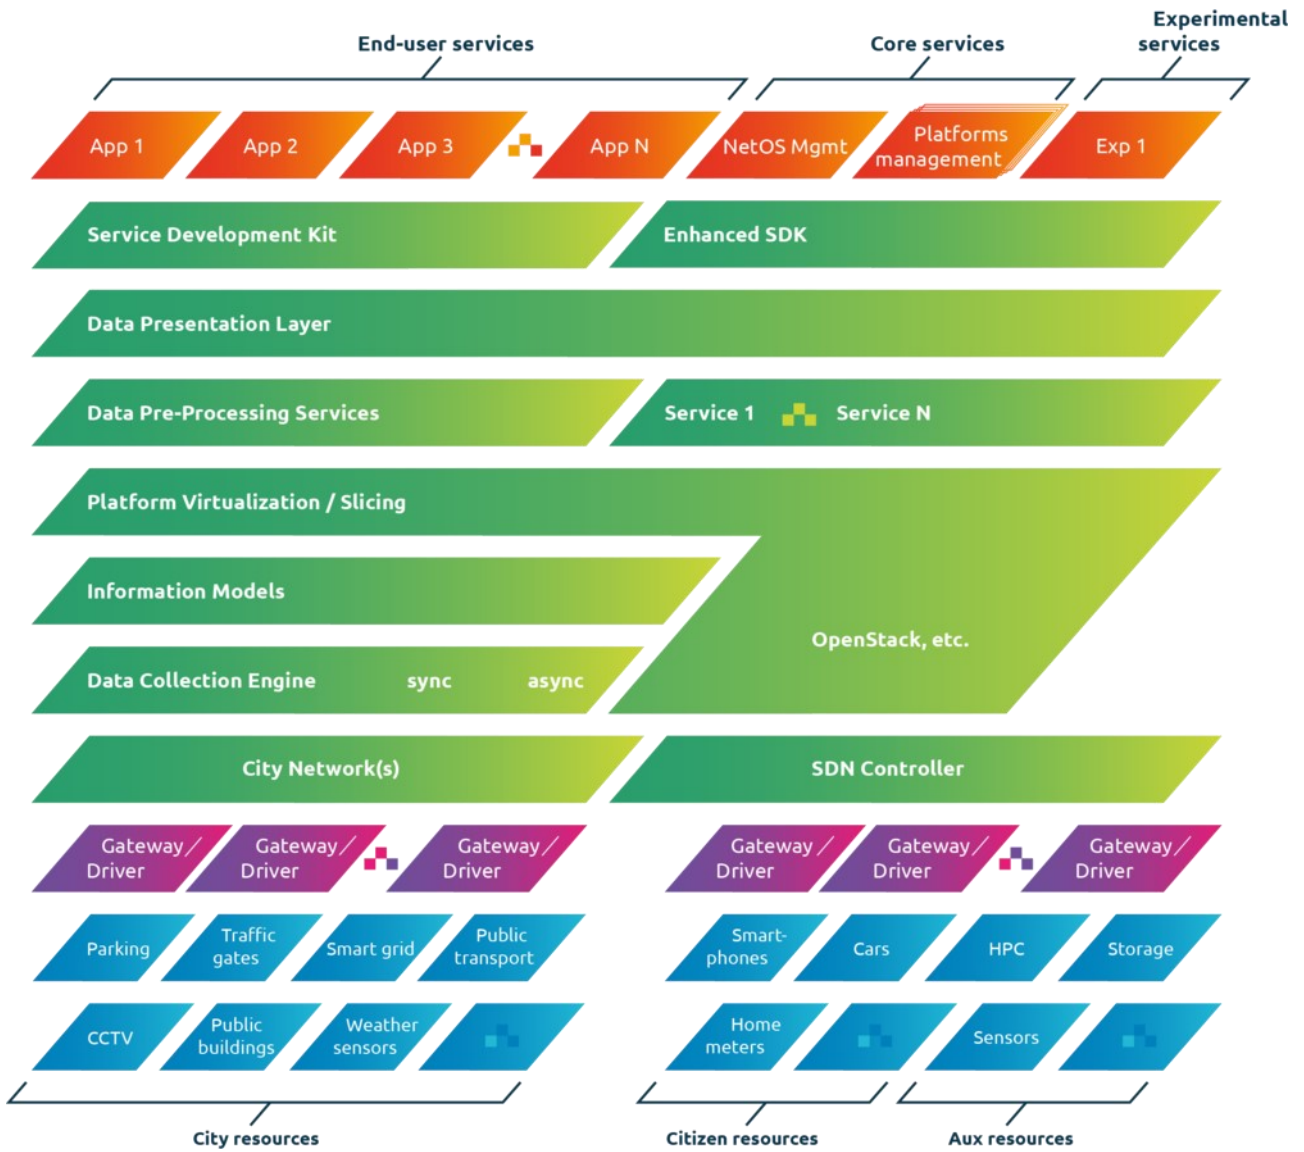 Experimental
End-user services
Core services
services
App 1
App 2
App 3
App N
NetOS Mgmt
Platforms
management
Exp 1
Service Development Kit
Enhanced SDK
Data Presentation Layer
Data Pre-Processing Services
Service 1
Service N
Platform Virtualization / Slicing
Information Models
OpenStack, etc.
Data Collection Engine
sync
async
City Network(s)
SDN Controller
Gateway/
Driver
Gateway/
Driver
Gateway/
Driver
Gateway/
Driver
Gateway/
Driver
Gateway/
Driver
Parking
Traffic
gates
Smart grid
Public
transport
Smart-
phones
Cars
HPC
Storage
CCTV
Public
buildings
Weather
sensors
Home
meters
Sensors
City resources
Citizen resources
Aux resources